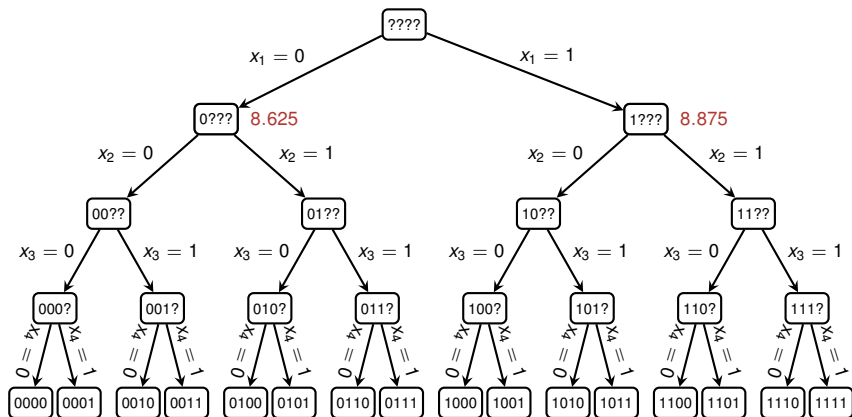 ????
x₁ = 0 x₁ = 1
0??? 8.625 1??? 8.875
x₂ = 0 x₂ = 1 x₂ = 0 x₂ = 1
00?? 01?? 10?? 11??
x₃ = 0 x₃ = 1 x₃ = 0 x₃ = 1 x₃ = 0 x₃ = 1 x₃ = 0 x₃ = 1
000? 001? 010? 011? 100? 101? 110? 111?
x₄ = 0 x₄ = 1 x₄ = 0 x₄ = 1 x₄ = 0 x₄ = 1 x₄ = 0 x₄ = 1 x₄ = 0 x₄ = 1 x₄ = 0 x₄ = 1 x₄ = 0 x₄ = 1 x₄ = 0 x₄ = 1
0000 0001 0010 0011 0100 0101 0110 0111 1000 1001 1010 1011 1100 1101 1110 1111